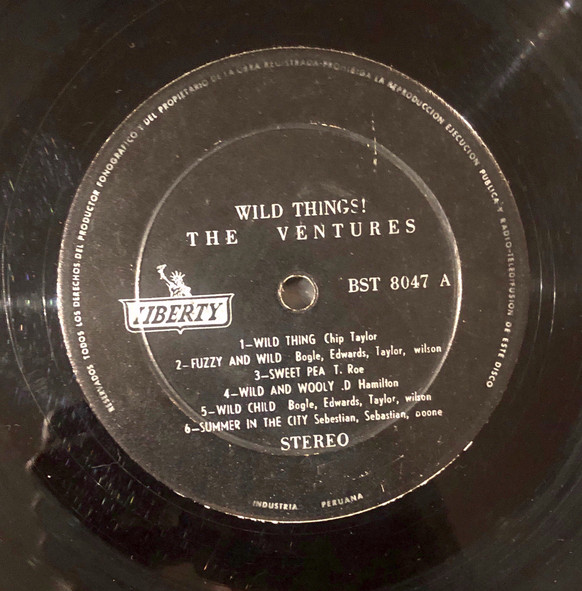 RESERVADOS TODOS LOS DERECHOS DEL PRODUCTOR FONOGRAFICO Y DEL PROPIETARIO DE LA OBRA REGISTRADA-PROHIBIDA LA REPRODUCCION EJECUCION PUBLICA Y RADIO-TELEDIFUSION DE ESTE DISCO
WILD THINGS!
THE VENTURES
BST 8047 A
LIBERTY
1—WILD THING Chip Taylor
2—FUZZY AND WILD Bogle, Edwards, Taylor, wilson
3—SWEET PEA T. Roe
4—WILD AND WOOLY .D Hamilton
5—WILD CHILD Bogle, Edwards, Taylor, wilson
6—SUMMER IN THE CITY Sebestian, Sebastian, Boone
STEREO
INDUSTRIA PERUANA